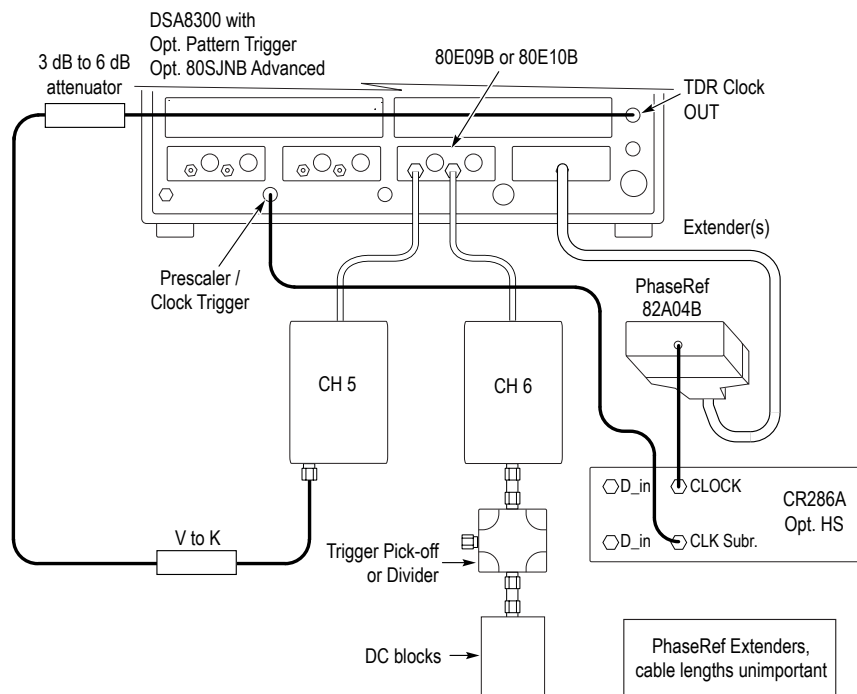 DSA8300 with
Opt. Pattern Trigger
Opt. 80SJNB Advanced
3 dB to 6 dB
attenuator
80E09B or 80E10B
TDR Clock
OUT
Extender(s)
Prescaler /
Clock Trigger
PhaseRef
82A04B
CH 5
CH 6
D_in
CLOCK
CR286A
Opt. HS
D_in
CLK Subr.
V to K
Trigger Pick-off
or Divider
DC blocks
PhaseRef Extenders,
cable lengths unimportant